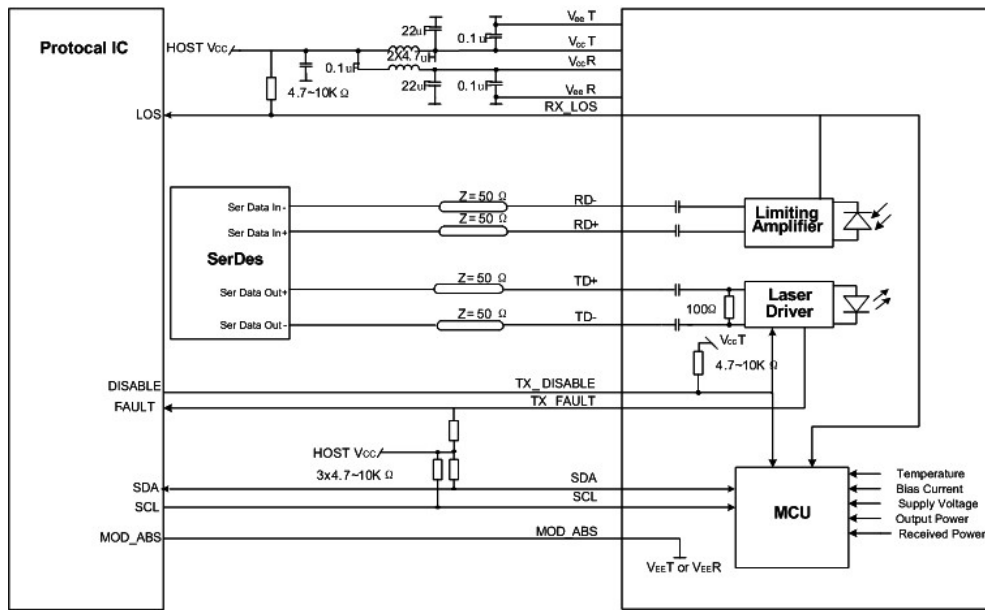 Protocal IC
HOST Vcc
22uF
0.1uF
Vee T
Vcc T
0.1uF
2X4.7uH
Vcc R
22uF
0.1uF
Vee R
4.7~10K Ω
LOS
RX_LOS
SerDes
Ser Data In-
Z= 50 Ω
RD-
Ser Data In+
Z= 50 Ω
RD+
Limiting
Amplifier
Ser Data Out+
Z= 50 Ω
TD+
Ser Data Out-
Z= 50 Ω
TD-
100Ω
Laser
Driver
VccT
4.7~10K Ω
DISABLE
TX_DISABLE
FAULT
TX_FAULT
HOST Vcc
3x4.7~10K Ω
SDA
SDA
SCL
SCL
MCU
Temperature
Bias Current
Supply Voltage
Output Power
Received Power
MOD_ABS
MOD_ABS
VEET or VEER